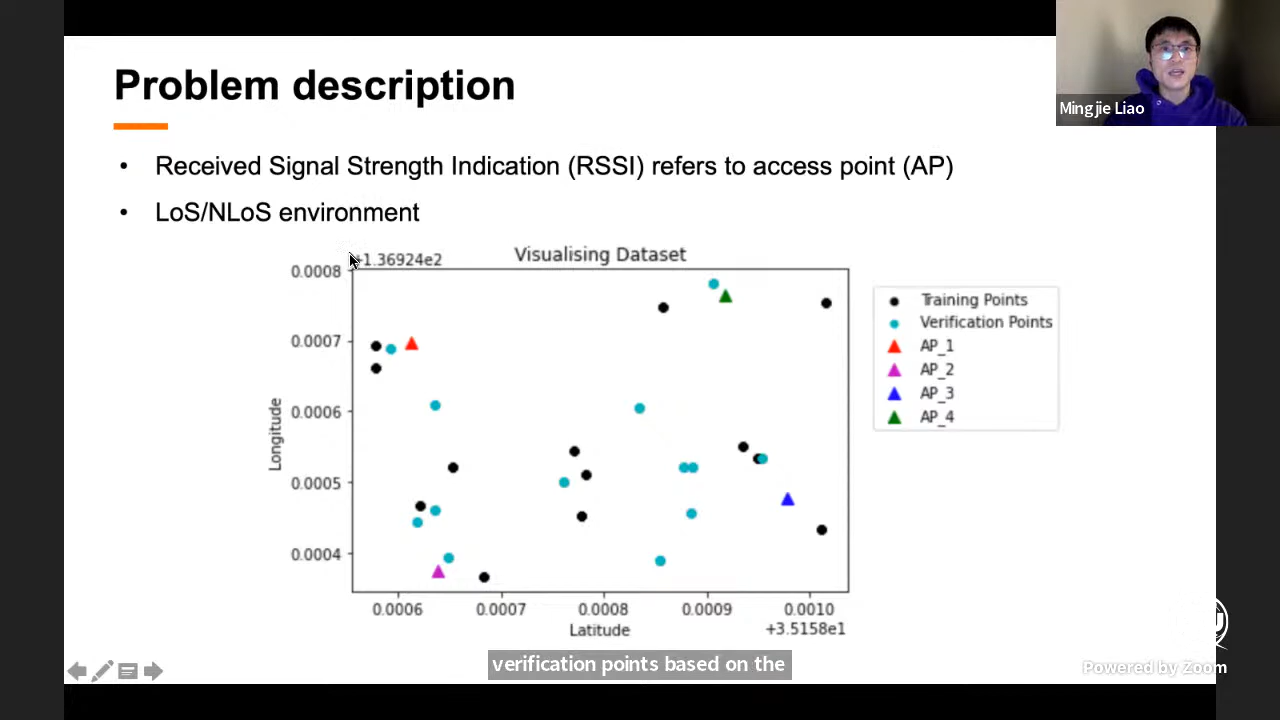 Problem description
Mingjie Liao
• Received Signal Strength Indication (RSSI) refers to access point (AP)
• LoS/NLoS environment
Visualising Dataset
+1.36924e2
0.0008
0.0007
0.0006
0.0005
0.0004
Longitude
0.0006 0.0007 0.0008 0.0009 0.0010
Latitude
+3.5158e1
Training Points
Verification Points
AP_1
AP_2
AP_3
AP_4
verification points based on the
Powered by Zoom